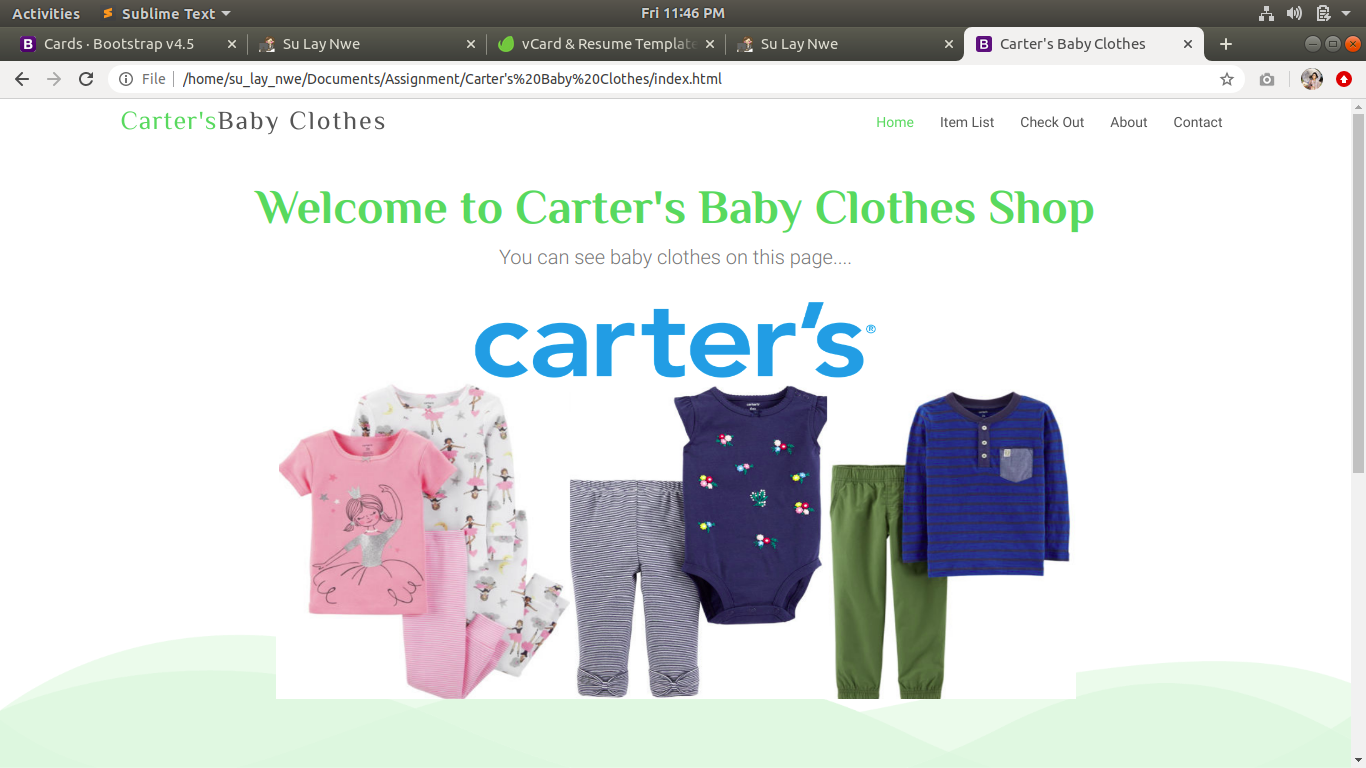 Activities Sublime Text Fri 11:46 PM
Cards · Bootstrap v4.5 Su Lay Nwe vCard & Resume Template Su Lay Nwe Carter's Baby Clothes
File /home/su_lay_nwe/Documents/Assignment/Carter's%20Baby%20Clothes/index.html
Carter'sBaby Clothes Home Item List Check Out About Contact
Welcome to Carter's Baby Clothes Shop
You can see baby clothes on this page....
carter's®